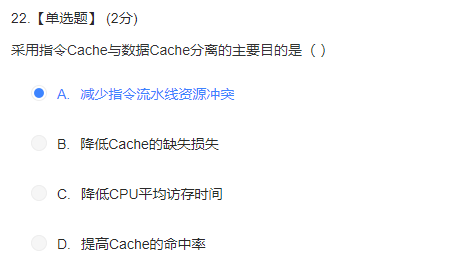 22.【单选题】 (2分)
采用指令Cache与数据Cache分离的主要目的是（ ）
A. 减少指令流水线资源冲突
B. 降低Cache的缺失损失
C. 降低CPU平均访存时间
D. 提高Cache的命中率